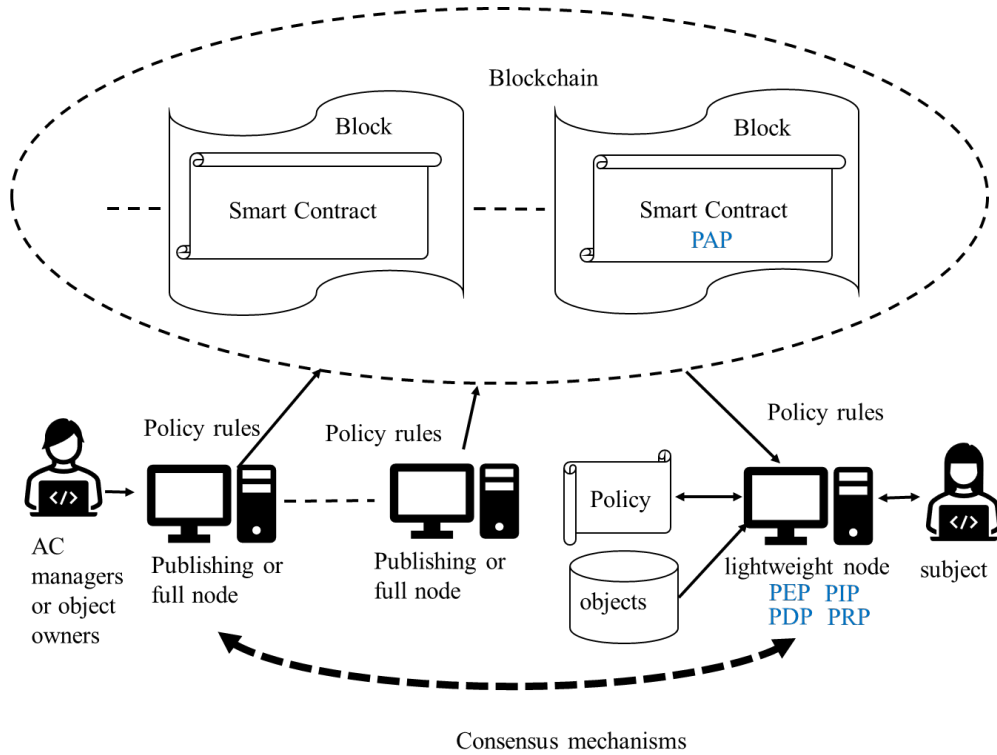 Blockchain
Block
Smart Contract
Block
Smart Contract
PAP
Policy rules
Policy rules
Policy rules
</>
AC
managers
or object
owners
Publishing or
full node
Publishing or
full node
Policy
objects
lightweight node
PEP PIP
PDP PRP
</>
subject
Consensus mechanisms